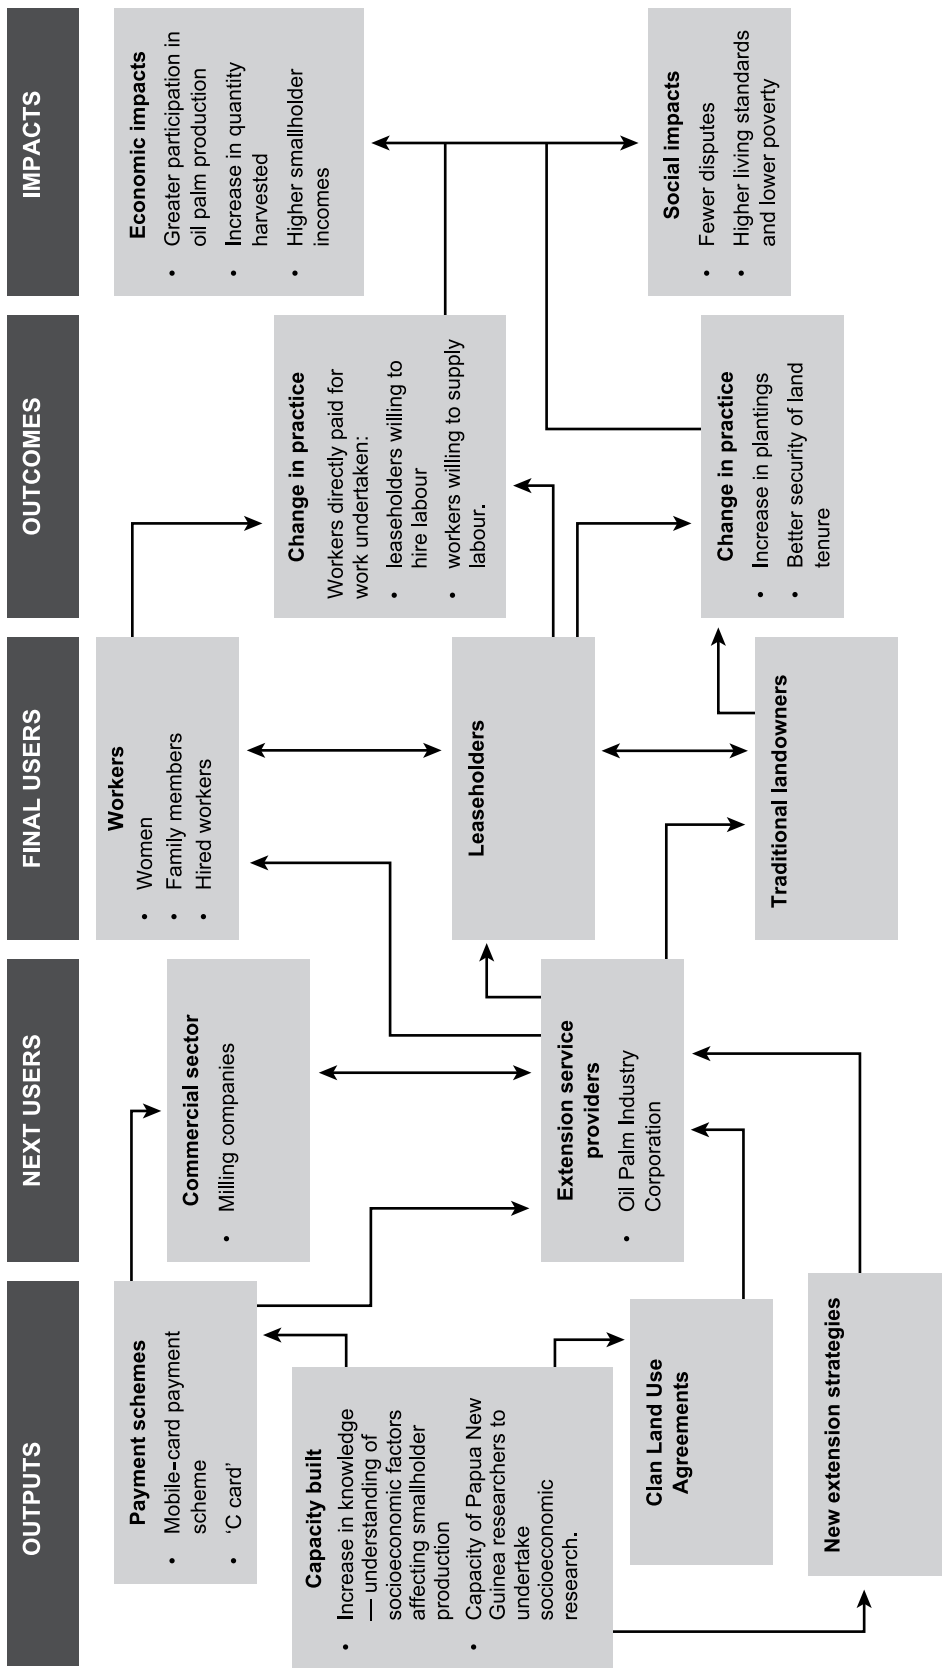 OUTPUTS
NEXT USERS
FINAL USERS
OUTCOMES
IMPACTS
Payment schemes
• Mobile-card payment
scheme
• ‘C card’
Capacity built
• Increase in knowledge
— understanding of
socioeconomic factors
affecting smallholder
production
• Capacity of Papua New
Guinea researchers to
undertake
socioeconomic
research.
Clan Land Use
Agreements
New extension strategies
Commercial sector
• Milling companies
Extension service
providers
• Oil Palm Industry
Corporation
Workers
• Women
• Family members
• Hired workers
Leaseholders
Traditional landowners
Change in practice
Workers directly paid for
work undertaken:
• leaseholders willing to
hire labour
• workers willing to supply
labour.
Change in practice
• Increase in plantings
• Better security of land
tenure
Economic impacts
• Greater participation in
oil palm production
• Increase in quantity
harvested
• Higher smallholder
incomes
Social impacts
• Fewer disputes
• Higher living standards
and lower poverty